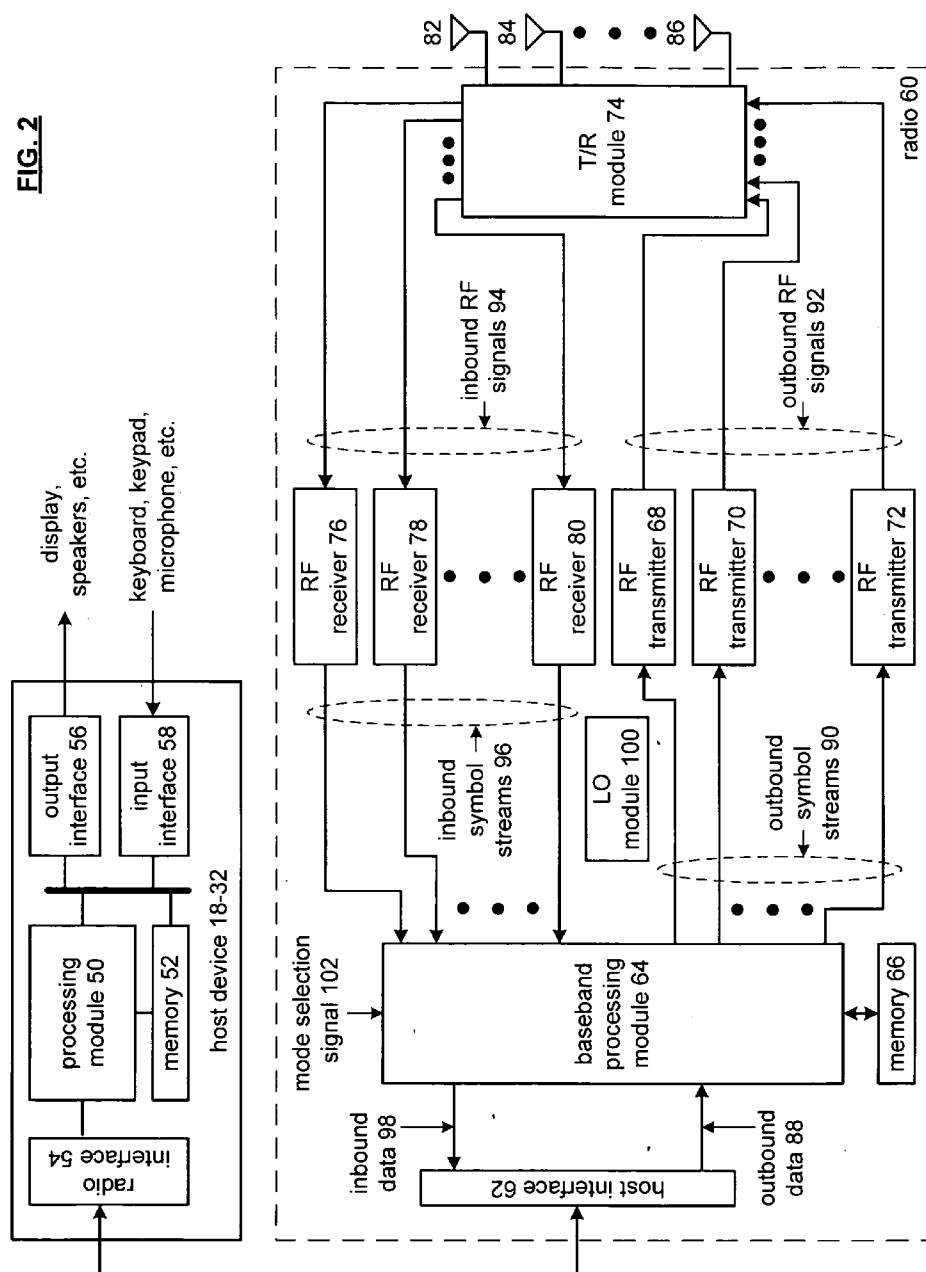 FIG. 2
radio
interface 54
processing
module 50
memory 52
output
interface 56
input
interface 58
host device 18-32
display,
speakers, etc.
keyboard, keypad,
microphone, etc.
host interface 62
inbound
data 98
outbound
data 88
mode selection
signal 102
baseband
processing
module 64
memory 66
inbound
symbol
streams 96
LO
module 100
outbound
symbol
streams 90
RF
receiver 76
RF
receiver 78
RF
receiver 80
RF
transmitter 68
RF
transmitter 70
RF
transmitter 72
inbound RF
signals 94
outbound RF
signals 92
T/R
module 74
82
84
86
radio 60